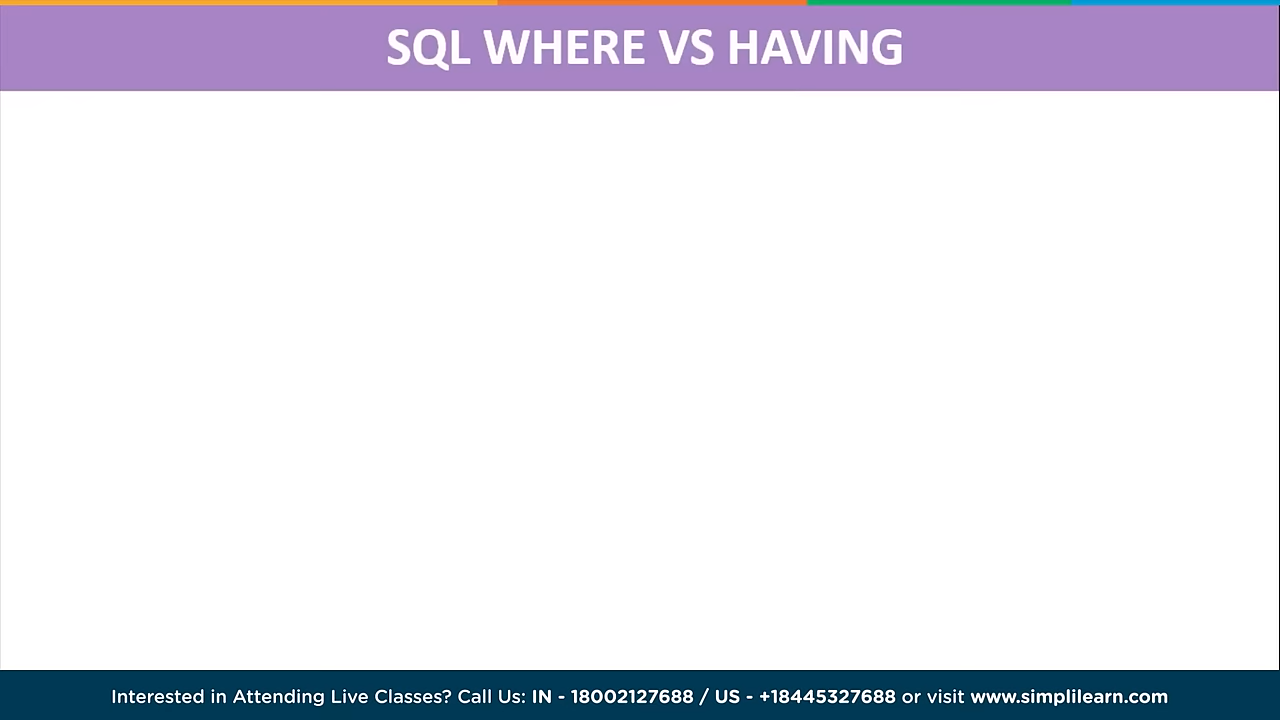 SQL WHERE VS HAVING
Interested in Attending Live Classes? Call Us: IN - 18002127688 / US - +18445327688 or visit www.simplilearn.com